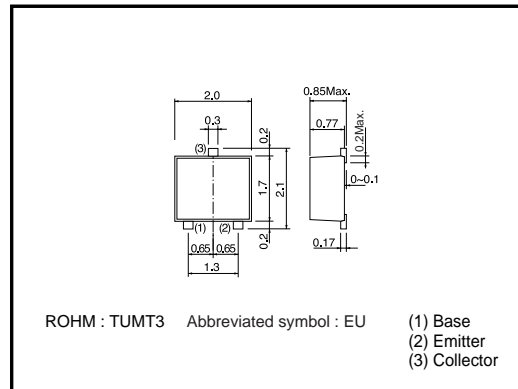 0.85Max.
2.0
0.77
0.3
0.2
0.2Max.
(3)
1.7
2.1
0~0.1
(1) (2)
0.65 0.65
0.2
0.17
1.3
ROHM : TUMT3 Abbreviated symbol : EU (1) Base
(2) Emitter
(3) Collector